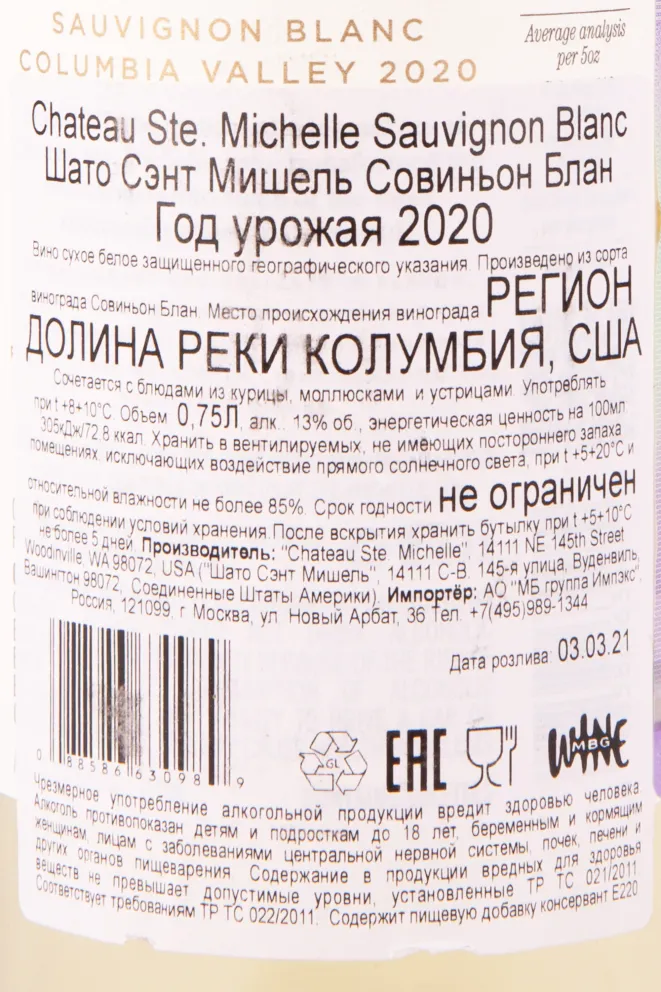 SAUVIGNON BLANC
COLUMBIA VALLEY 2020
Average analysis
per 5oz
Chateau Ste. Michelle Sauvignon Blanc
Шато Сэнт Мишель Совиньон Блан
Год урожая 2020
Вино сухое белое защищенного географического указания. Произведено из сорта
винограда Совиньон Блан. Место происхождения винограда РЕГИОН
ДОЛИНА РЕКИ КОЛУМБИЯ, США
Сочетается с блюдами из курицы, моллюсками и устрицами. Употреблять
при t +8+10°C. Объем 0,75Л, алк.. 13% об., энергетическая ценность на 100мл.
305кДж/72,8 ккал. Хранить в вентилируемых, не имеющих постороннего запаха
помещениях, исключающих воздействие прямого солнечного света, при t +5+20°C и
относительной влажности не более 85%. Срок годности не ограничен
при соблюдении условий хранения.После вскрытия хранить бутылку при t +5+10°C
не более 5 дней. Производитель: "Chateau Ste. Michelle", 14111 NE 145th Street
Woodinville, WA 98072, USA ("Шато Сэнт Мишель", 14111 С-В. 145-я улица, Вуденвиль,
Вашингтон 98072, Соединенные Штаты Америки). Импортёр: АО "МБ группа Импэкс",
Россия, 121099, г. Москва, ул. Новый Арбат, 36 Тел. +7(495)989-1344
Дата розлива: 03.03.21
0 88586 63098 9
GL
EAC
WINE
MBG
Чрезмерное употребление алкогольной продукции вредит здоровью человека.
Алкоголь противопоказан детям и подросткам до 18 лет, беременным и кормящим
женщинам, лицам с заболеваниями центральной нервной системы, почек, печени и
других органов пищеварения. Содержание в продукции вредных для здоровья
веществ не превышает допустимые уровни, установленные ТР ТС 021/2011.
Соответствует требованиям ТР ТС 022/2011. Содержит пищевую добавку консервант Е220